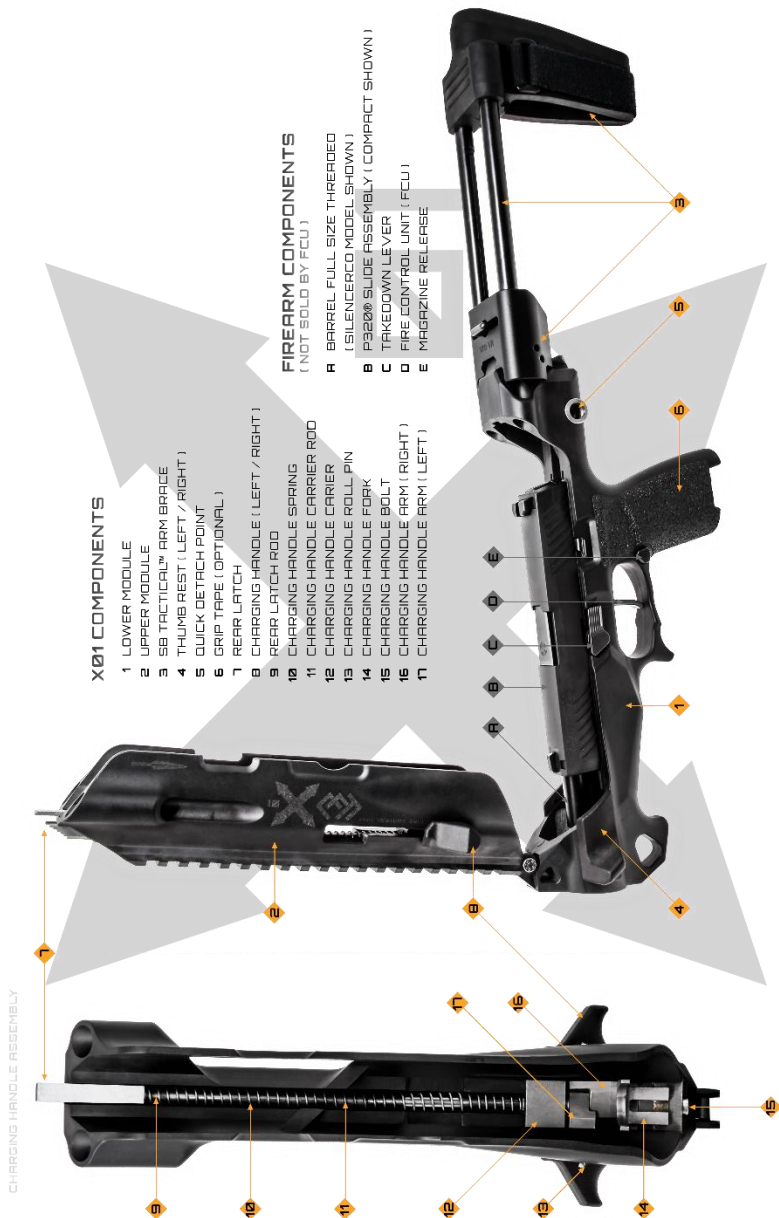 CHARGING HANDLE ASSEMBLY
X01 COMPONENTS
1 LOWER MODULE
2 UPPER MODULE
3 SB TACTICAL™ ARM BRACE
4 THUMB REST ( LEFT / RIGHT )
5 QUICK DETACH POINT
6 GRIP TAPE ( OPTIONAL )
7 REAR LATCH
8 CHARGING HANDLE ( LEFT / RIGHT )
9 REAR LATCH ROD
10 CHARGING HANDLE SPRING
11 CHARGING HANDLE CARRIER ROD
12 CHARGING HANDLE CARIER
13 CHARGING HANDLE ROLL PIN
14 CHARGING HANDLE FORK
15 CHARGING HANDLE BOLT
16 CHARGING HANDLE ARM ( RIGHT )
17 CHARGING HANDLE ARM ( LEFT )
FIREARM COMPONENTS
( NOT SOLD BY FCU )
A BARREL FULL SIZE THREADED
( SILENCERCO MODEL SHOWN )
B P320® SLIDE ASSEMBLY ( COMPACT SHOWN )
C TAKEDOWN LEVER
D FIRE CONTROL UNIT ( FCU )
E MAGAZINE RELEASE
7
9
10
11
12
13
14
15
16
17
8
2
A
B
C
D
E
4
1
6
5
3
X
01
01